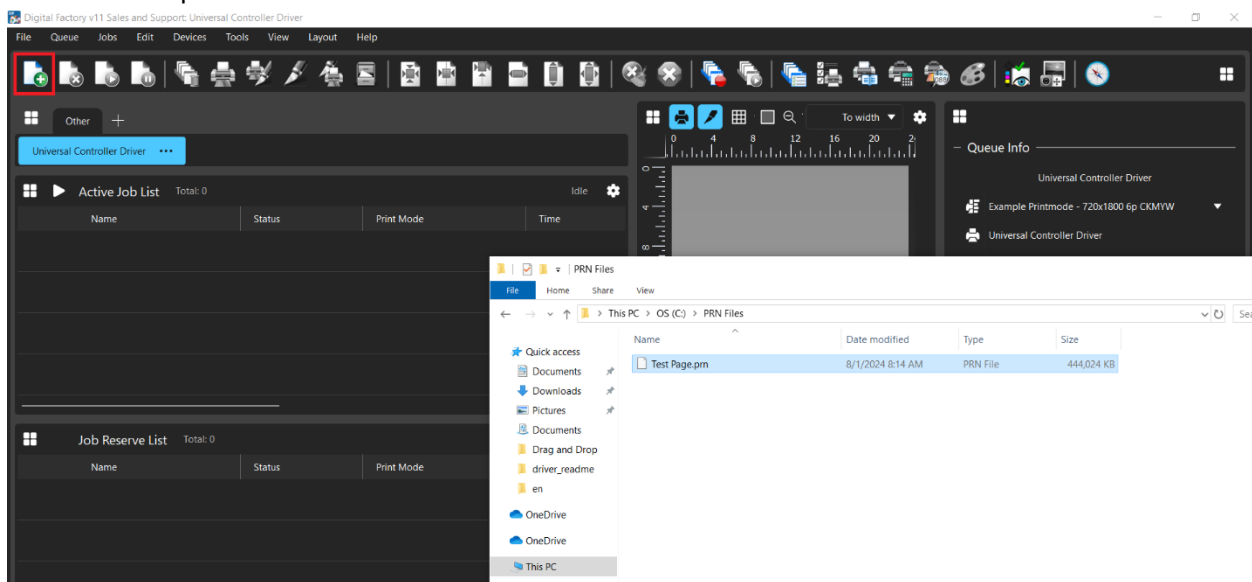 Digital Factory v11 Sales and Support: Universal Controller Driver
File Queue Jobs Edit Devices Tools View Layout Help
Other
Universal Controller Driver
Active Job List Total: 0 Idle
Name Status Print Mode Time
Job Reserve List Total: 0
Name Status Print Mode
To width
0 4 8 12 16 20 2
0
4
8
Queue Info
Universal Controller Driver
Example Printmode - 720x1800 6p CKMYW
Universal Controller Driver
PRN Files
File Home Share View
This PC > OS (C:) > PRN Files
Sea
Name Date modified Type Size
Test Page.prn 8/1/2024 8:14 AM PRN File 444,024 KB
Quick access
Documents
Downloads
Pictures
Documents
Drag and Drop
driver_readme
en
OneDrive
OneDrive
This PC